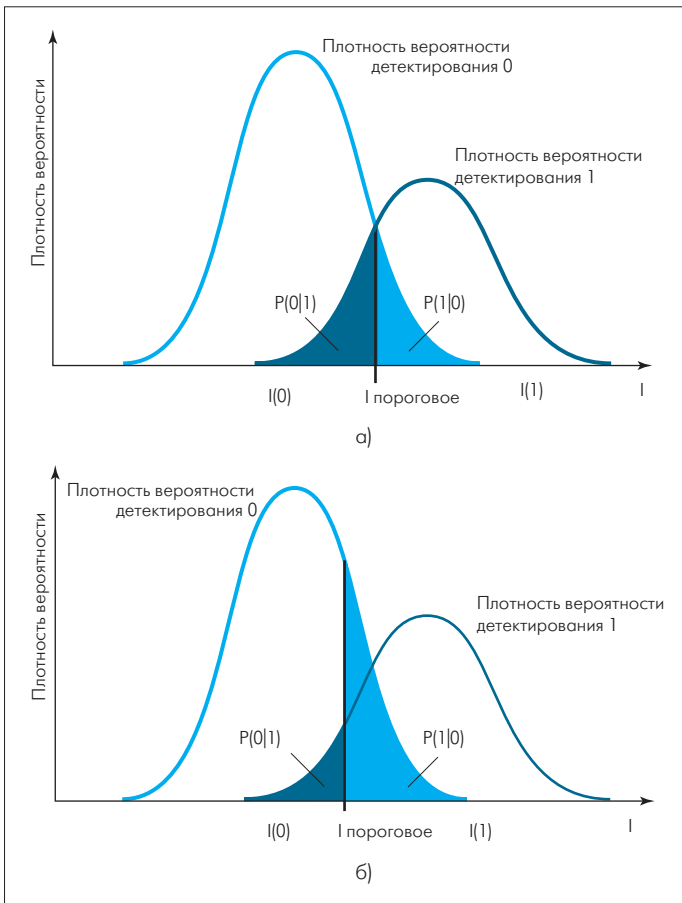 Плотность вероятности
Плотность вероятности
детектирования 0
Плотность вероятности
детектирования 1
P(0|1)
P(1|0)
I(0)
I пороговое
I(1)
I
а)
Плотность вероятности
Плотность вероятности
детектирования 0
Плотность вероятности
детектирования 1
P(0|1)
P(1|0)
I(0)
I пороговое
I(1)
I
б)